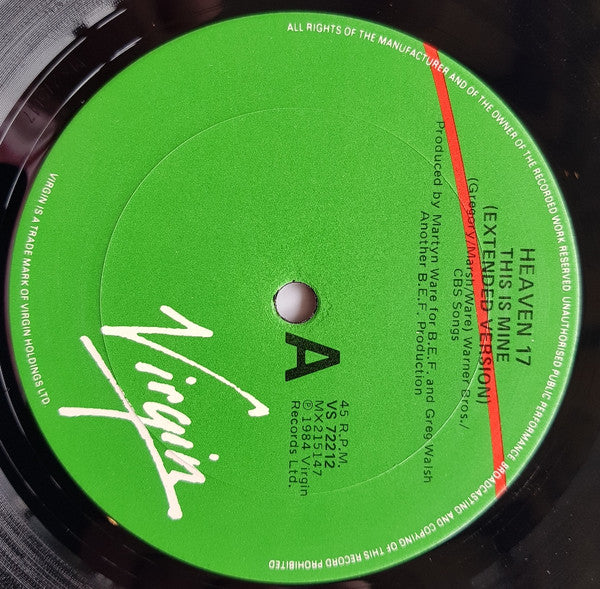 HEAVEN 17
THIS IS MINE
(EXTENDED VERSION)
(Gregory/Marsh/Ware) Warner Bros./
CBS Songs
Produced by Martyn Ware for B.E.F. and Greg Walsh
Another B.E.F. Production
A
45 R.P.M.
VS 72212
MX215147
℗ 1984 Virgin
Records Ltd.
Virgin
ALL RIGHTS OF THE MANUFACTURER AND OF THE OWNER OF THE RECORDED WORK RESERVED. UNAUTHORISED PUBLIC PERFORMANCE, BROADCASTING AND COPYING OF THIS RECORD PROHIBITED
VIRGIN IS A TRADE MARK OF VIRGIN HOLDINGS LTD